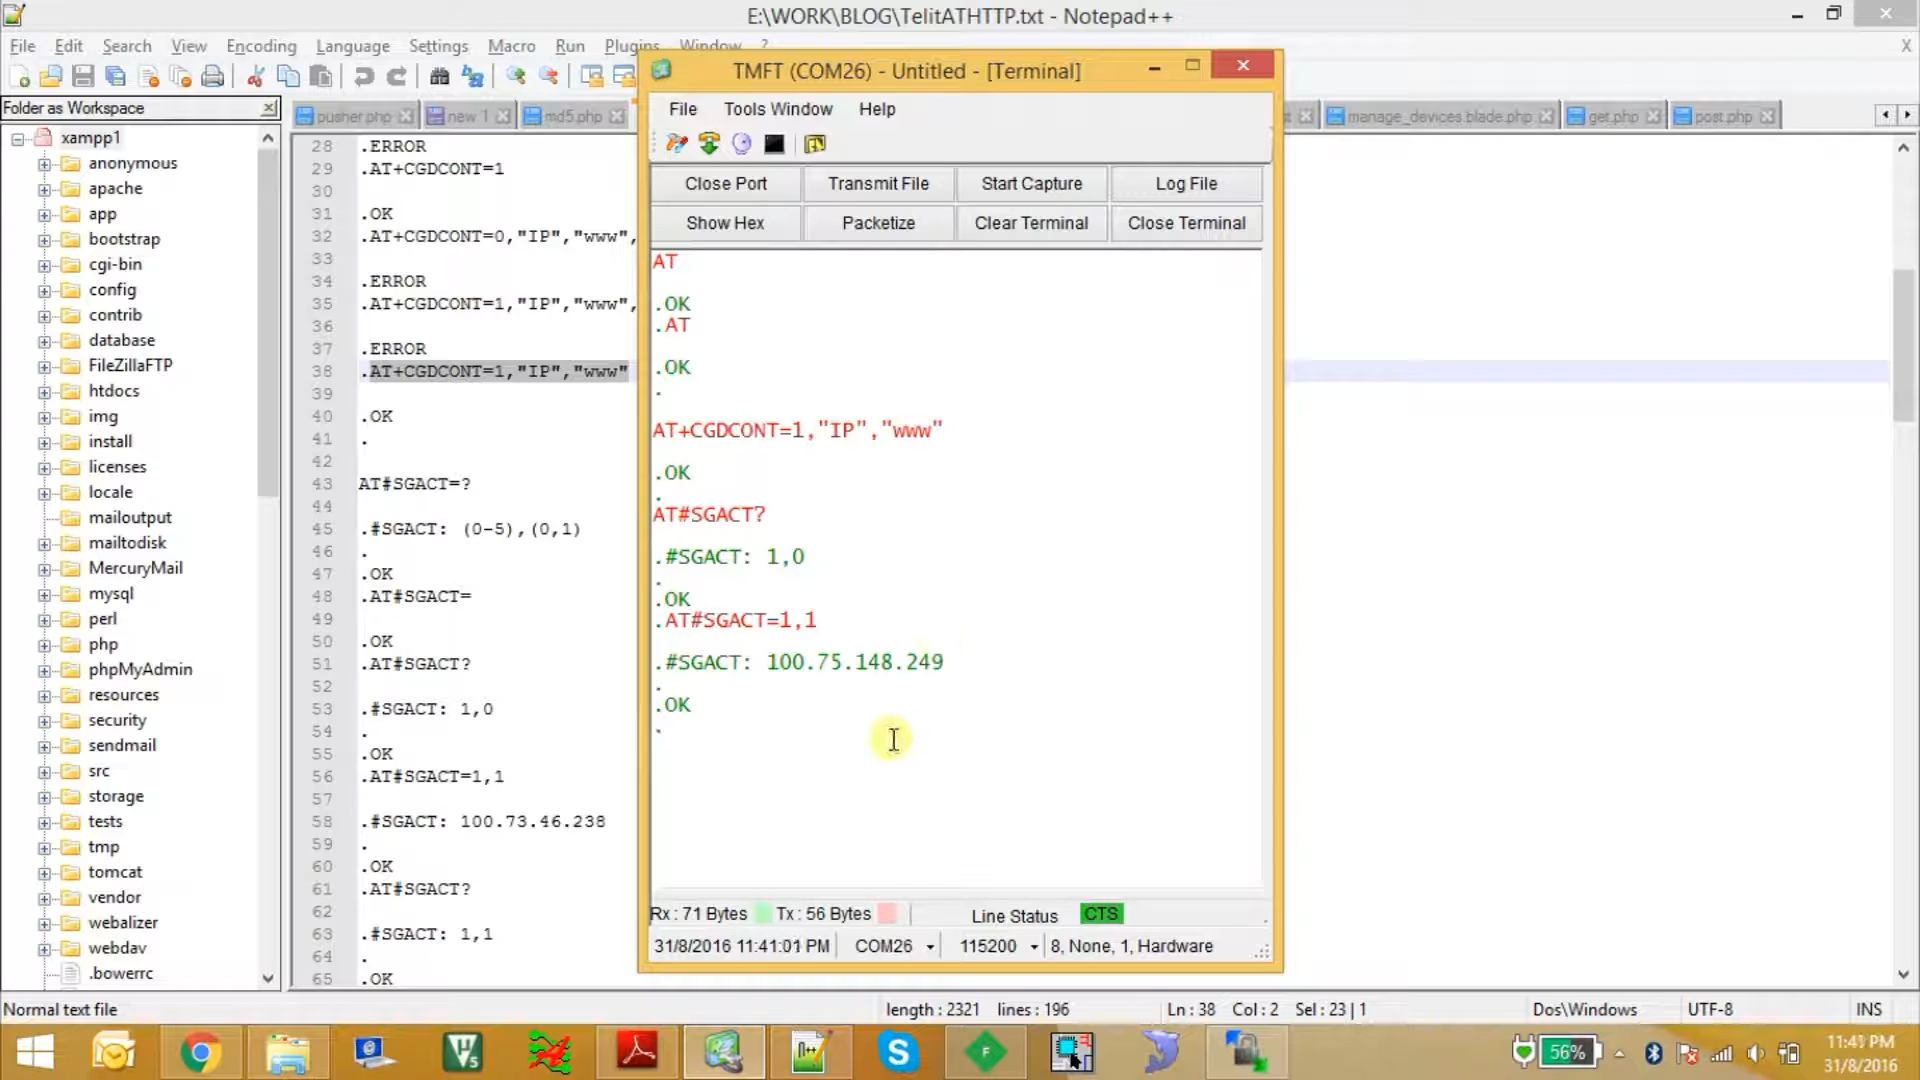 E:\WORK\BLOG\TelitATHTTP.txt - Notepad++
File Edit Search View Encoding Language Settings Macro Run Plugins Window ?
X
Folder as Workspace
pusher.php new 1 md5.php manage_devices.blade.php get.php post.php
xampp1
anonymous
apache
app
bootstrap
cgi-bin
config
contrib
database
FileZillaFTP
htdocs
img
install
licenses
locale
mailoutput
mailtodisk
MercuryMail
mysql
perl
php
phpMyAdmin
resources
security
sendmail
src
storage
tests
tmp
tomcat
vendor
webalizer
webdav
.bowerrc
28 .ERROR
29 .AT+CGDCONT=1
30
31 .OK
32 .AT+CGDCONT=0,"IP","www",
33
34 .ERROR
35 .AT+CGDCONT=1,"IP","www",
36
37 .ERROR
38 .AT+CGDCONT=1,"IP","www"
39
40 .OK
41 .
42
43 AT#SGACT=?
44
45 .#SGACT: (0-5),(0,1)
46 .
47 .OK
48 .AT#SGACT=
49
50 .OK
51 .AT#SGACT?
52
53 .#SGACT: 1,0
54 .
55 .OK
56 .AT#SGACT=1,1
57
58 .#SGACT: 100.73.46.238
59 .
60 .OK
61 .AT#SGACT?
62
63 .#SGACT: 1,1
64 .
65 .OK
TMFT (COM26) - Untitled - [Terminal]
File Tools Window Help
Close Port Transmit File Start Capture Log File
Show Hex Packetize Clear Terminal Close Terminal
AT
.OK
.AT
.OK
.
AT+CGDCONT=1,"IP","www"
.OK
.
AT#SGACT?
.#SGACT: 1,0
.
.OK
.AT#SGACT=1,1
.#SGACT: 100.75.148.249
.
.OK
.
Rx : 71 Bytes Tx : 56 Bytes Line Status CTS
31/8/2016 11:41:01 PM COM26 115200 8, None, 1, Hardware
Normal text file length : 2321 lines : 196 Ln : 38 Col : 2 Sel : 23 | 1 Dos\Windows UTF-8 INS
56%
11:41 PM
31/8/2016